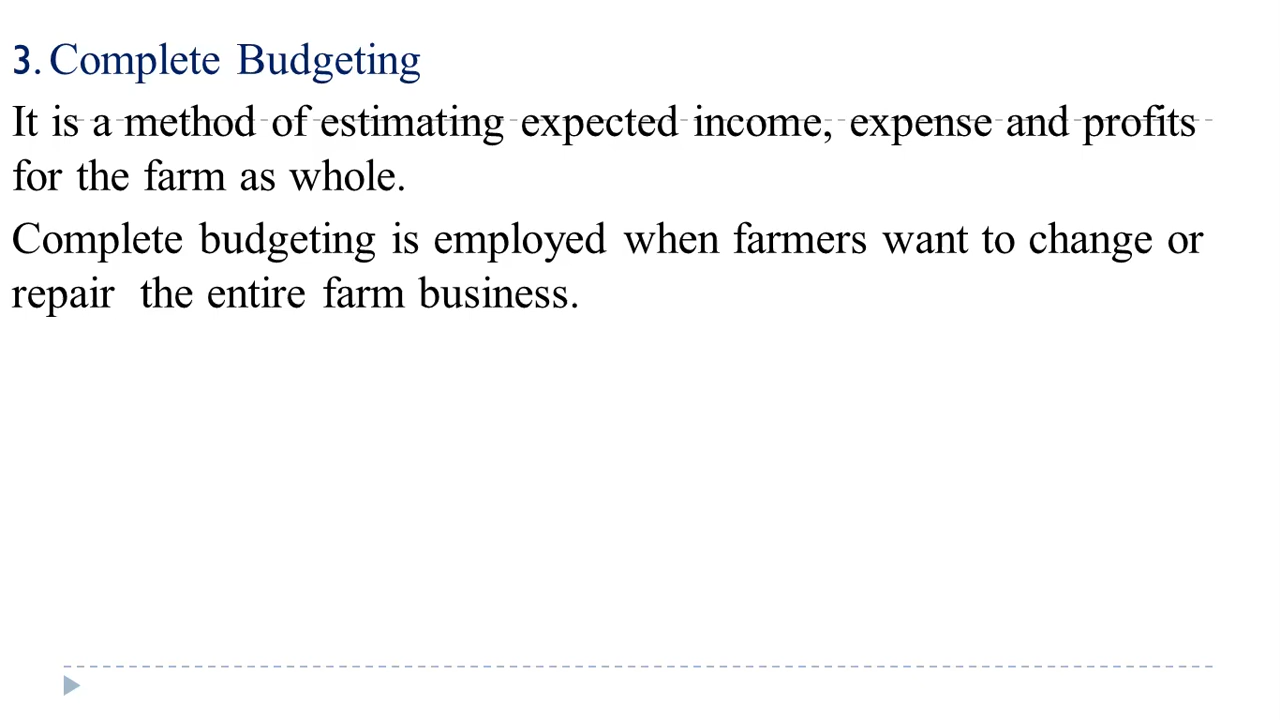 3. Complete Budgeting
It is a method of estimating expected income, expense and profits
for the farm as whole.
Complete budgeting is employed when farmers want to change or
repair the entire farm business.